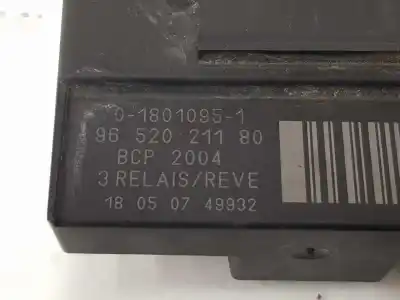 0-1801095-1
96 520 211 80
BCP 2004
3 RELAIS/REVE
18 05 07 49932